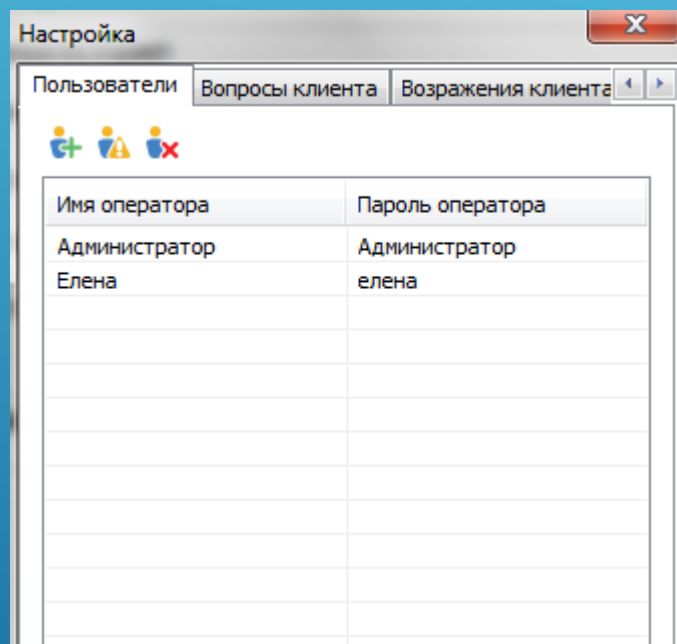 Настройка
Пользователи Вопросы клиента Возражения клиента
Имя оператора Пароль оператора
Администратор Администратор
Елена елена